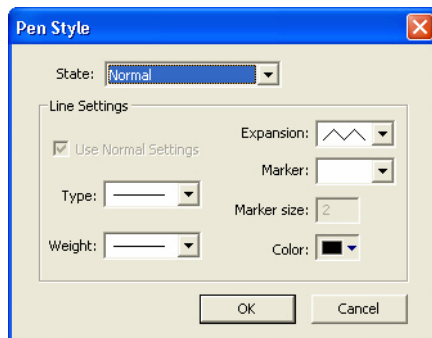 Pen Style
State: Normal
Line Settings
Use Normal Settings
Expansion:
Marker:
Type:
Marker size: 2
Weight:
Color:
OK Cancel